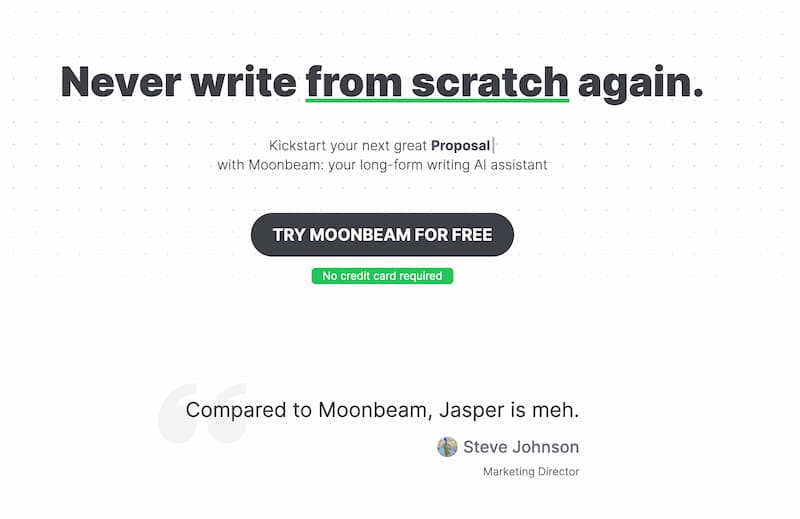 Never write from scratch again.
Kickstart your next great Proposal
with Moonbeam: your long-form writing AI assistant
TRY MOONBEAM FOR FREE
No credit card required
“
Compared to Moonbeam, Jasper is meh.
Steve Johnson
Marketing Director